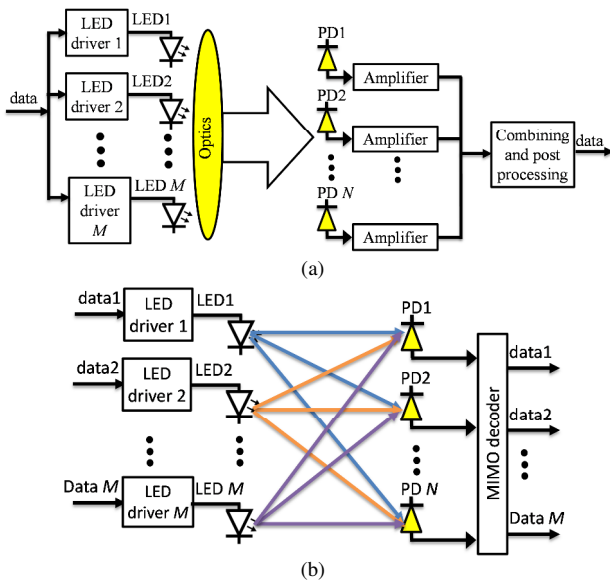 LED driver 1
LED1
data
LED driver 2
LED2
LED driver M
LED M
Optics
PD1
Amplifier
PD2
Amplifier
PD N
Amplifier
Combining and post processing
data
(a)
data1
LED driver 1
LED1
data2
LED driver 2
LED2
Data M
LED driver M
LED M
PD1
PD2
PD N
MIMO decoder
data1
data2
Data M
(b)